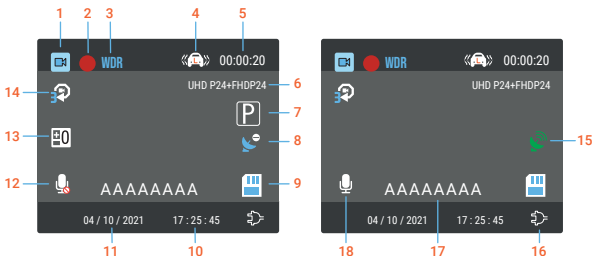 1 2 3 4 5
WDR L 00:00:20 00:00:20
UHD P24+FHDP24 6 UHD P24+FHDP24
14 3 3
P 7
13 ±0 8 15
12 9
AAAAAAAA AAAAAAAA
04 / 10 / 2021 17 : 25 : 45 04 / 10 / 2021 17 : 25 : 45
11 10 18 17 16